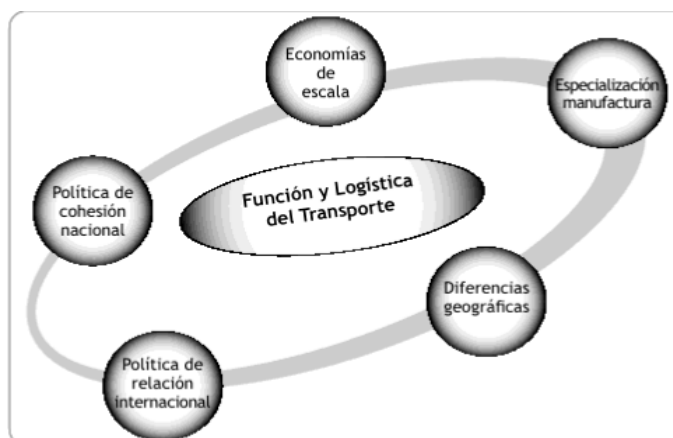 Economías
de
escala
Especialización
manufactura
Política de
cohesión
nacional
Función y Logística
del Transporte
Diferencias
geográficas
Política de
relación
internacional